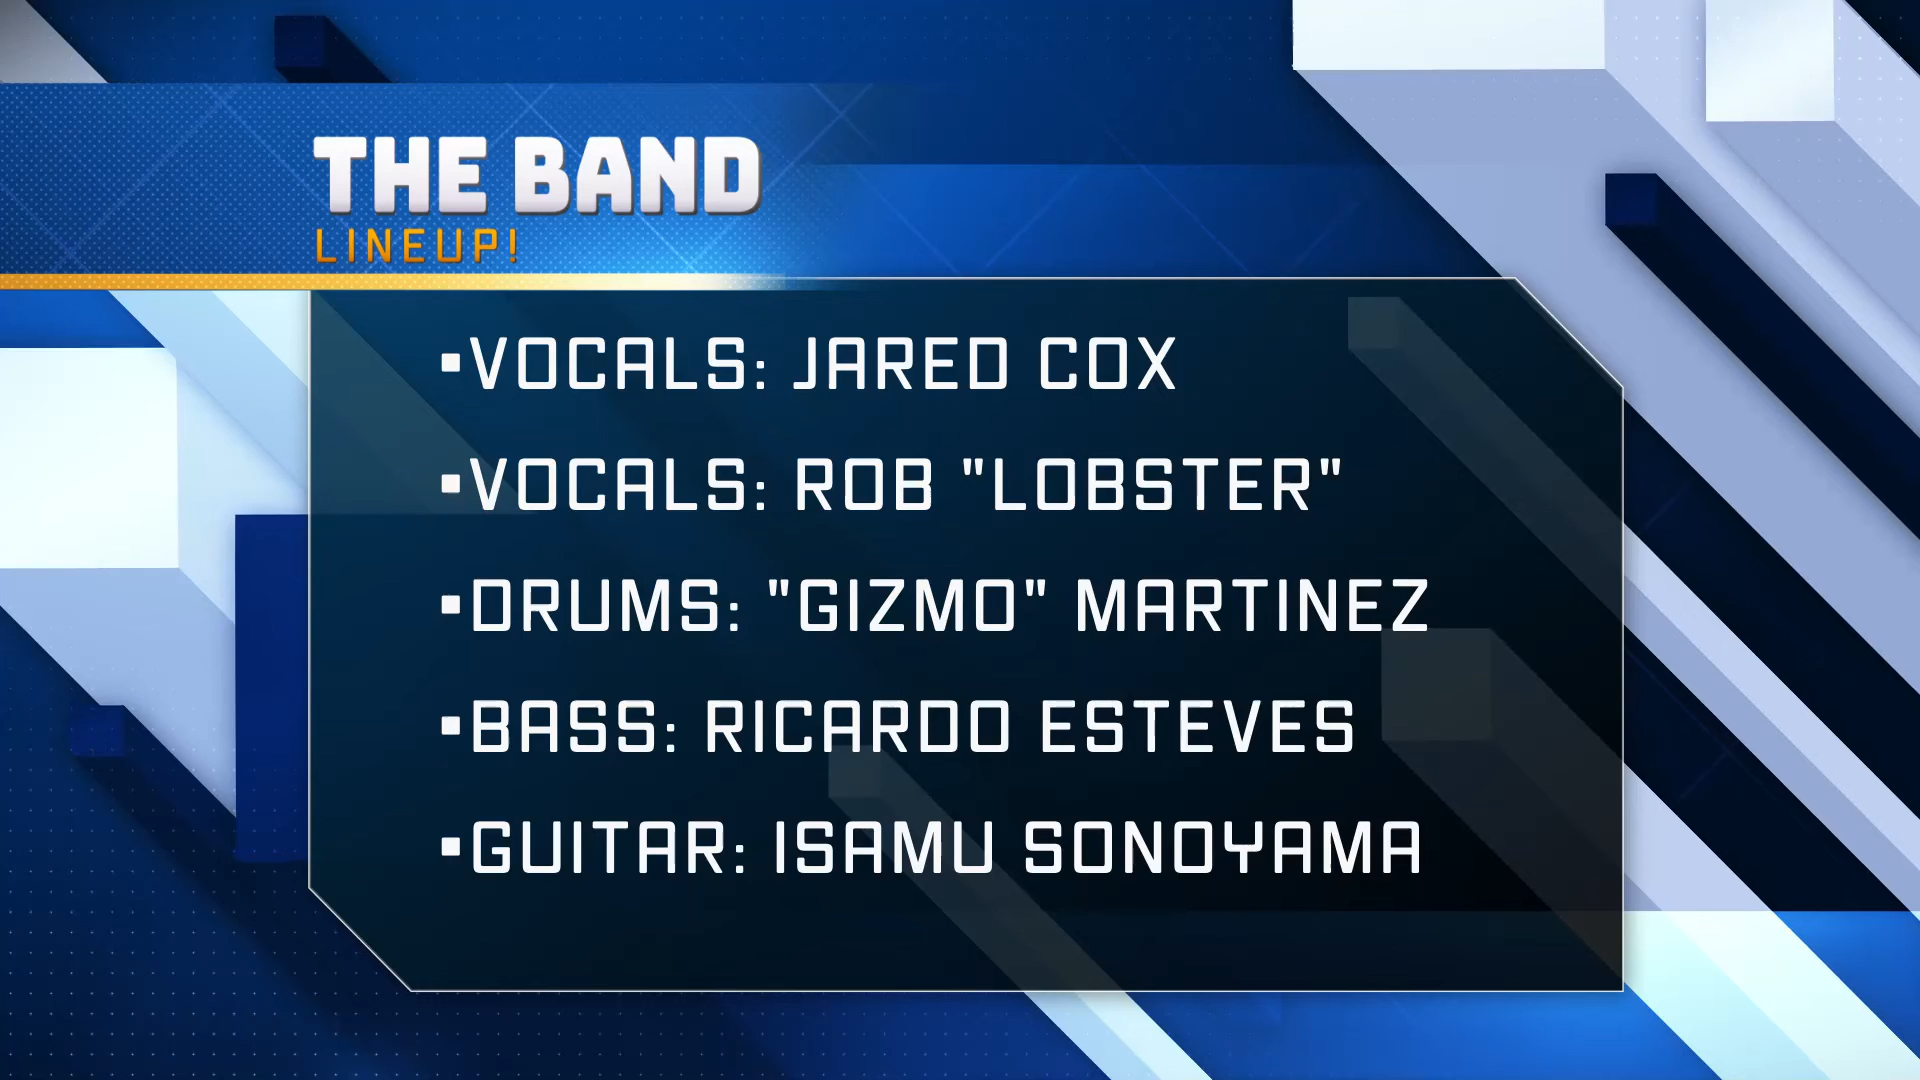 THE BAND
LINEUP!
▪VOCALS: JARED COX
▪VOCALS: ROB "LOBSTER"
▪DRUMS: "GIZMO" MARTINEZ
▪BASS: RICARDO ESTEVES
▪GUITAR: ISAMU SONOYAMA